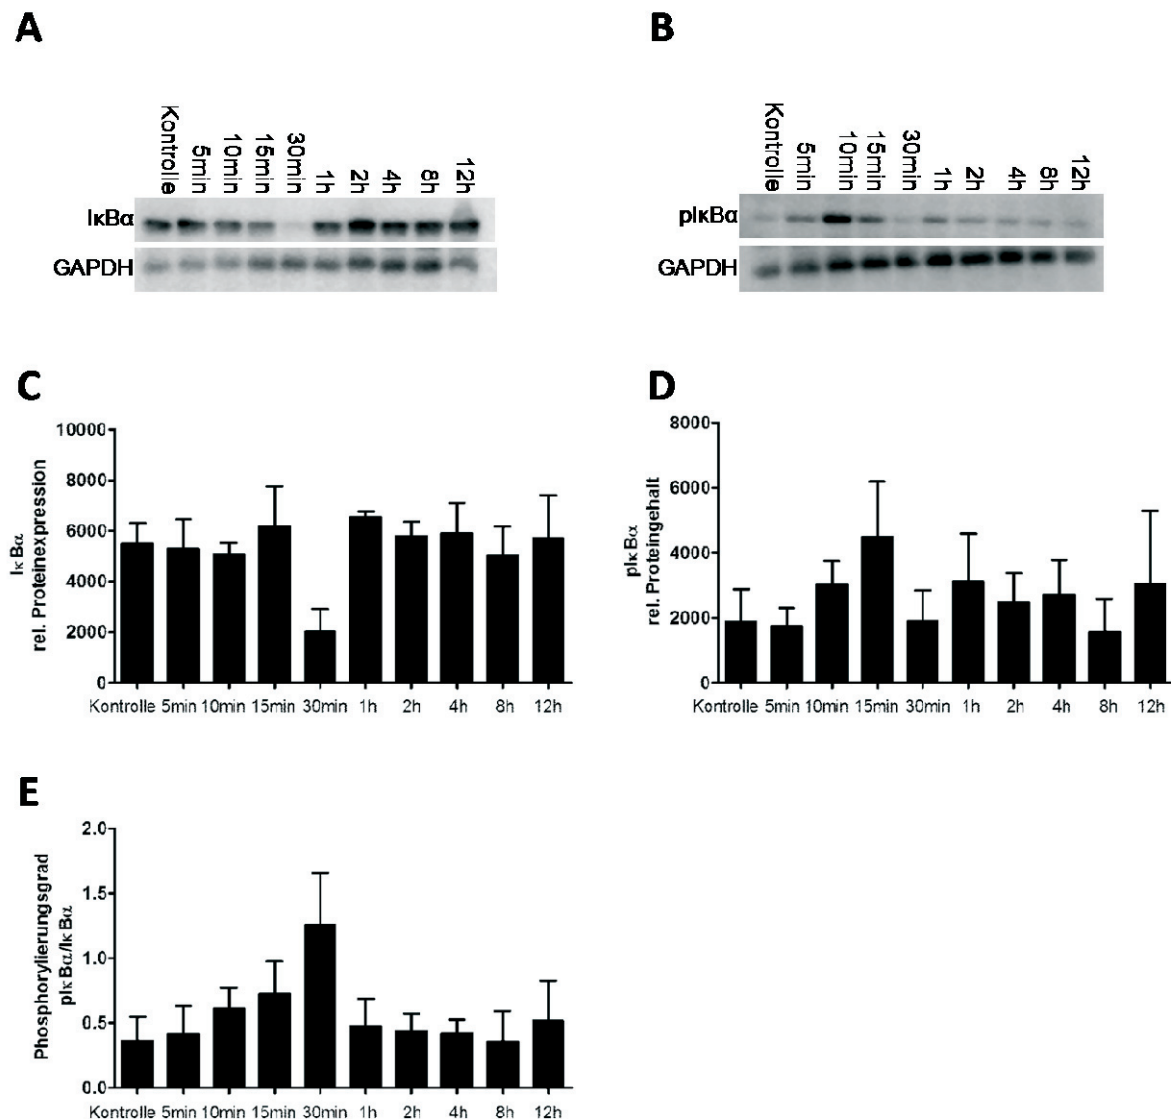 A
B
Kontrolle 5min 10min 15min 30min 1h 2h 4h 8h 12h
IκBα
GAPDH
Kontrolle 5min 10min 15min 30min 1h 2h 4h 8h 12h
pIκBα
GAPDH
C
IκBα
rel. Proteinexpression
10000
8000
6000
4000
2000
0
Kontrolle 5min 10min 15min 30min 1h 2h 4h 8h 12h
D
pIκBα
rel. Proteingehalt
8000
6000
4000
2000
0
Kontrolle 5min 10min 15min 30min 1h 2h 4h 8h 12h
E
Phosphorylierungsgrad
pIκBα/IκBα
2.0
1.5
1.0
0.5
0.0
Kontrolle 5min 10min 15min 30min 1h 2h 4h 8h 12h